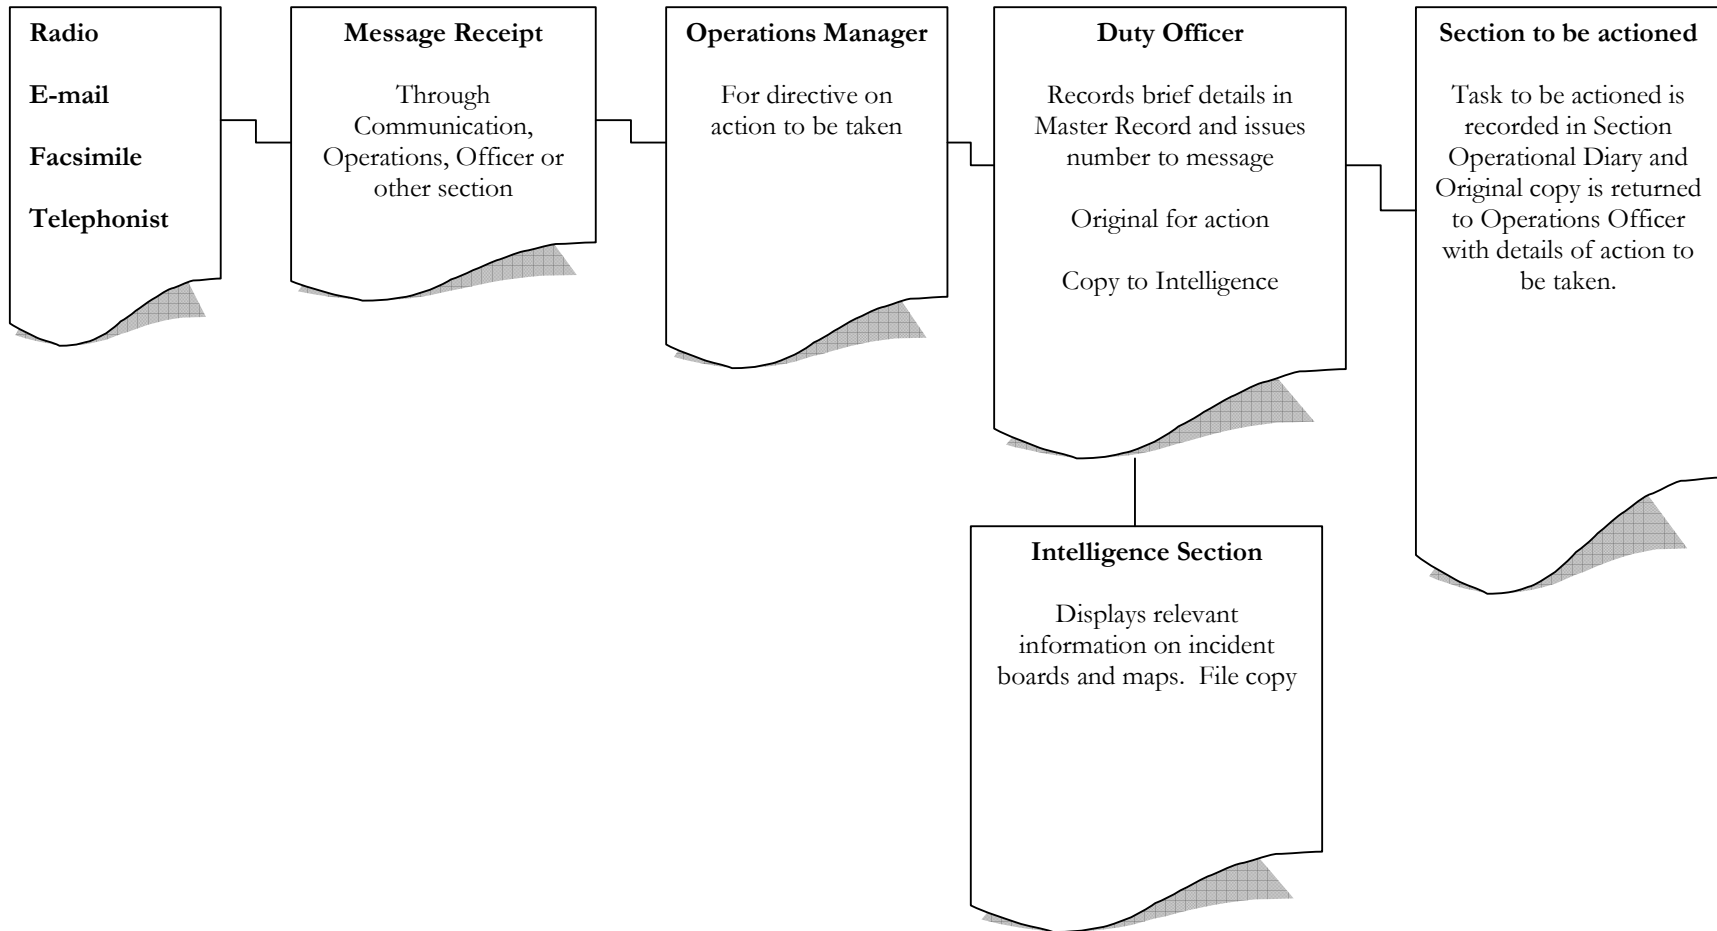 Radio
E-mail
Facsimile
Telephonist
Message Receipt
Through
Communication,
Operations, Officer or
other section
Operations Manager
For directive on
action to be taken
Duty Officer
Records brief details in
Master Record and issues
number to message
Original for action
Copy to Intelligence
Section to be actioned
Task to be actioned is
recorded in Section
Operational Diary and
Original copy is returned
to Operations Officer
with details of action to
be taken.
Intelligence Section
Displays relevant
information on incident
boards and maps.  File copy